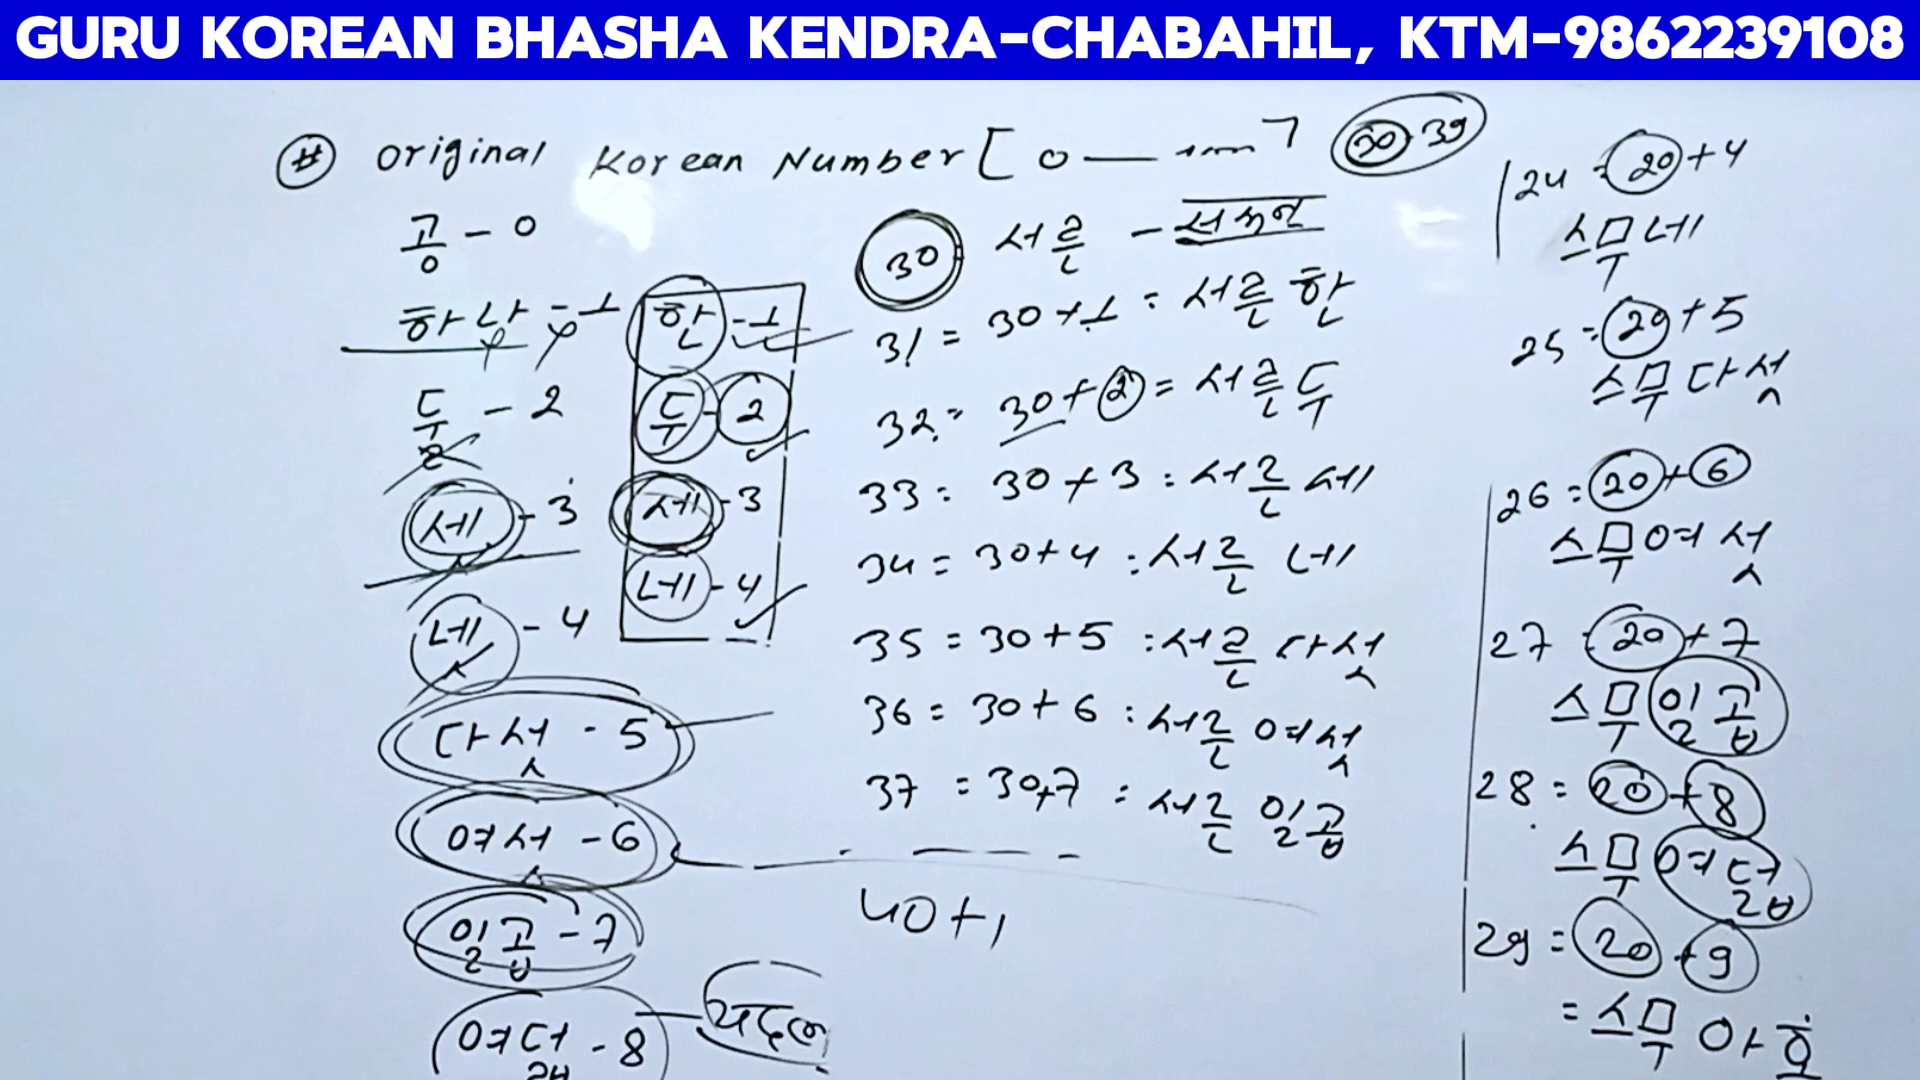 GURU KOREAN BHASHA KENDRA-CHABAHIL, KTM-9862239108
# Original Korean Number [ 0 —
30 39
공 - 0
하나 - 1
두 - 2
세 - 3
네 - 4
다섯 - 5
여섯 - 6
일곱 - 7
여덟 - 8
한 - 1
두 - 2
세 - 3
네 - 4
30 = 서른 -
31 = 30+1 = 서른 한
32 = 30+2 = 서른 두
33 = 30+3 = 서른 세
34 = 30+4 = 서른 네
35 = 30+5 = 서른 다섯
36 = 30+6 = 서른 여섯
37 = 30+7 = 서른 일곱
40+1
24 = 20+4
스무네
25 = 20+5
스무 다섯
26 = 20+6
스무 여섯
27 = 20+7
스무 일곱
28 = 20+8
스무 여덟
29 = 20+9
= 스무 아홉